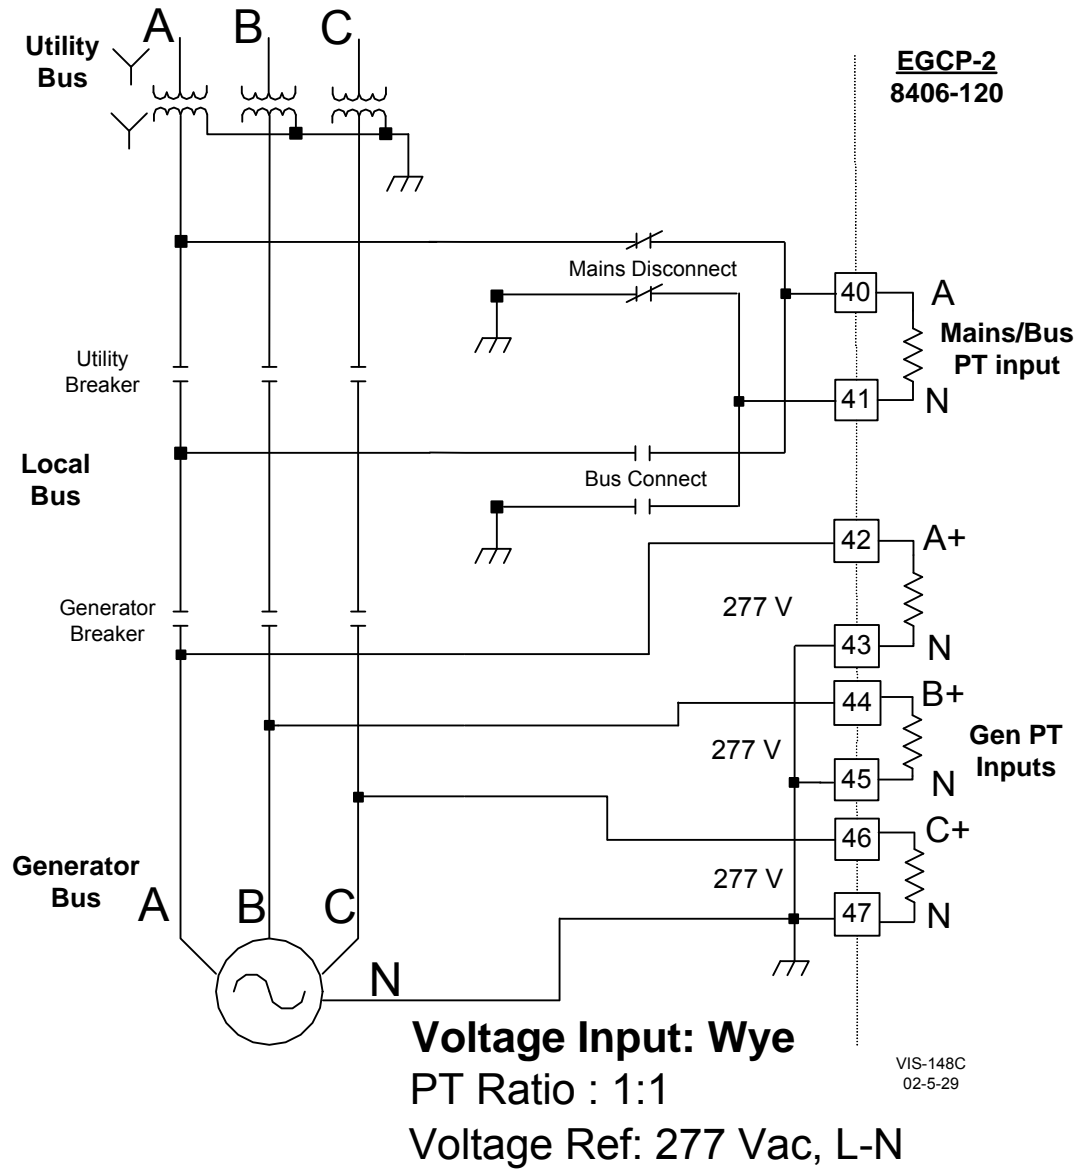 A B C
Utility
Bus
EGCP-2
8406-120
Mains Disconnect
40
A
Mains/Bus
PT input
41
N
Utility
Breaker
Local
Bus
Bus Connect
42
A+
277 V
43
N
Generator
Breaker
44
B+
277 V
45
N
Gen PT
Inputs
46
C+
277 V
47
N
Generator
Bus
A B C
N
Voltage Input: Wye
PT Ratio : 1:1
Voltage Ref: 277 Vac, L-N
VIS-148C
02-5-29